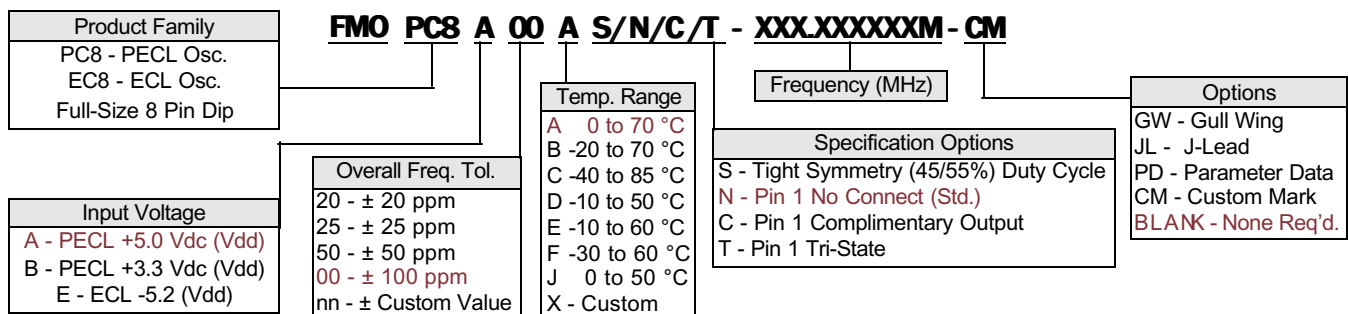 FMO PC8 A 00 A S/N/C/T - XXX.XXXXXXM - CM
Product Family
PC8 - PECL Osc.
EC8 - ECL Osc.
Full-Size 8 Pin Dip
Input Voltage
A - PECL +5.0 Vdc (Vdd)
B - PECL +3.3 Vdc (Vdd)
E - ECL -5.2 (Vdd)
Overall Freq. Tol.
20 - ± 20 ppm
25 - ± 25 ppm
50 - ± 50 ppm
00 - ± 100 ppm
nn - ± Custom Value
Temp. Range
A 0 to 70 °C
B -20 to 70 °C
C -40 to 85 °C
D -10 to 50 °C
E -10 to 60 °C
F -30 to 60 °C
J 0 to 50 °C
X - Custom
Specification Options
S - Tight Symmetry (45/55%) Duty Cycle
N - Pin 1 No Connect (Std.)
C - Pin 1 Complimentary Output
T - Pin 1 Tri-State
Frequency (MHz)
Options
GW - Gull Wing
JL - J-Lead
PD - Parameter Data
CM - Custom Mark
BLANK - None Req'd.